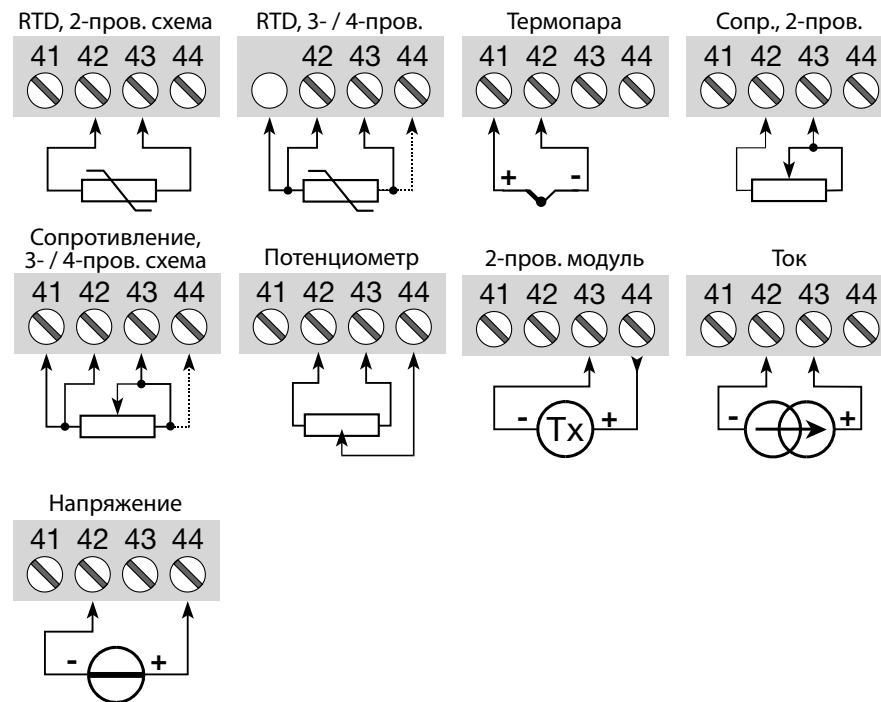 RTD, 2-пров. схема
41 42 43 44
RTD, 3- / 4-пров.
42 43 44
Термопара
41 42 43 44
+ -
Сопр., 2-пров.
41 42 43 44
Сопротивление,
3- / 4-пров. схема
41 42 43 44
Потенциометр
41 42 43 44
2-пров. модуль
41 42 43 44
- Tx +
Ток
41 42 43 44
- +
Напряжение
41 42 43 44
- +